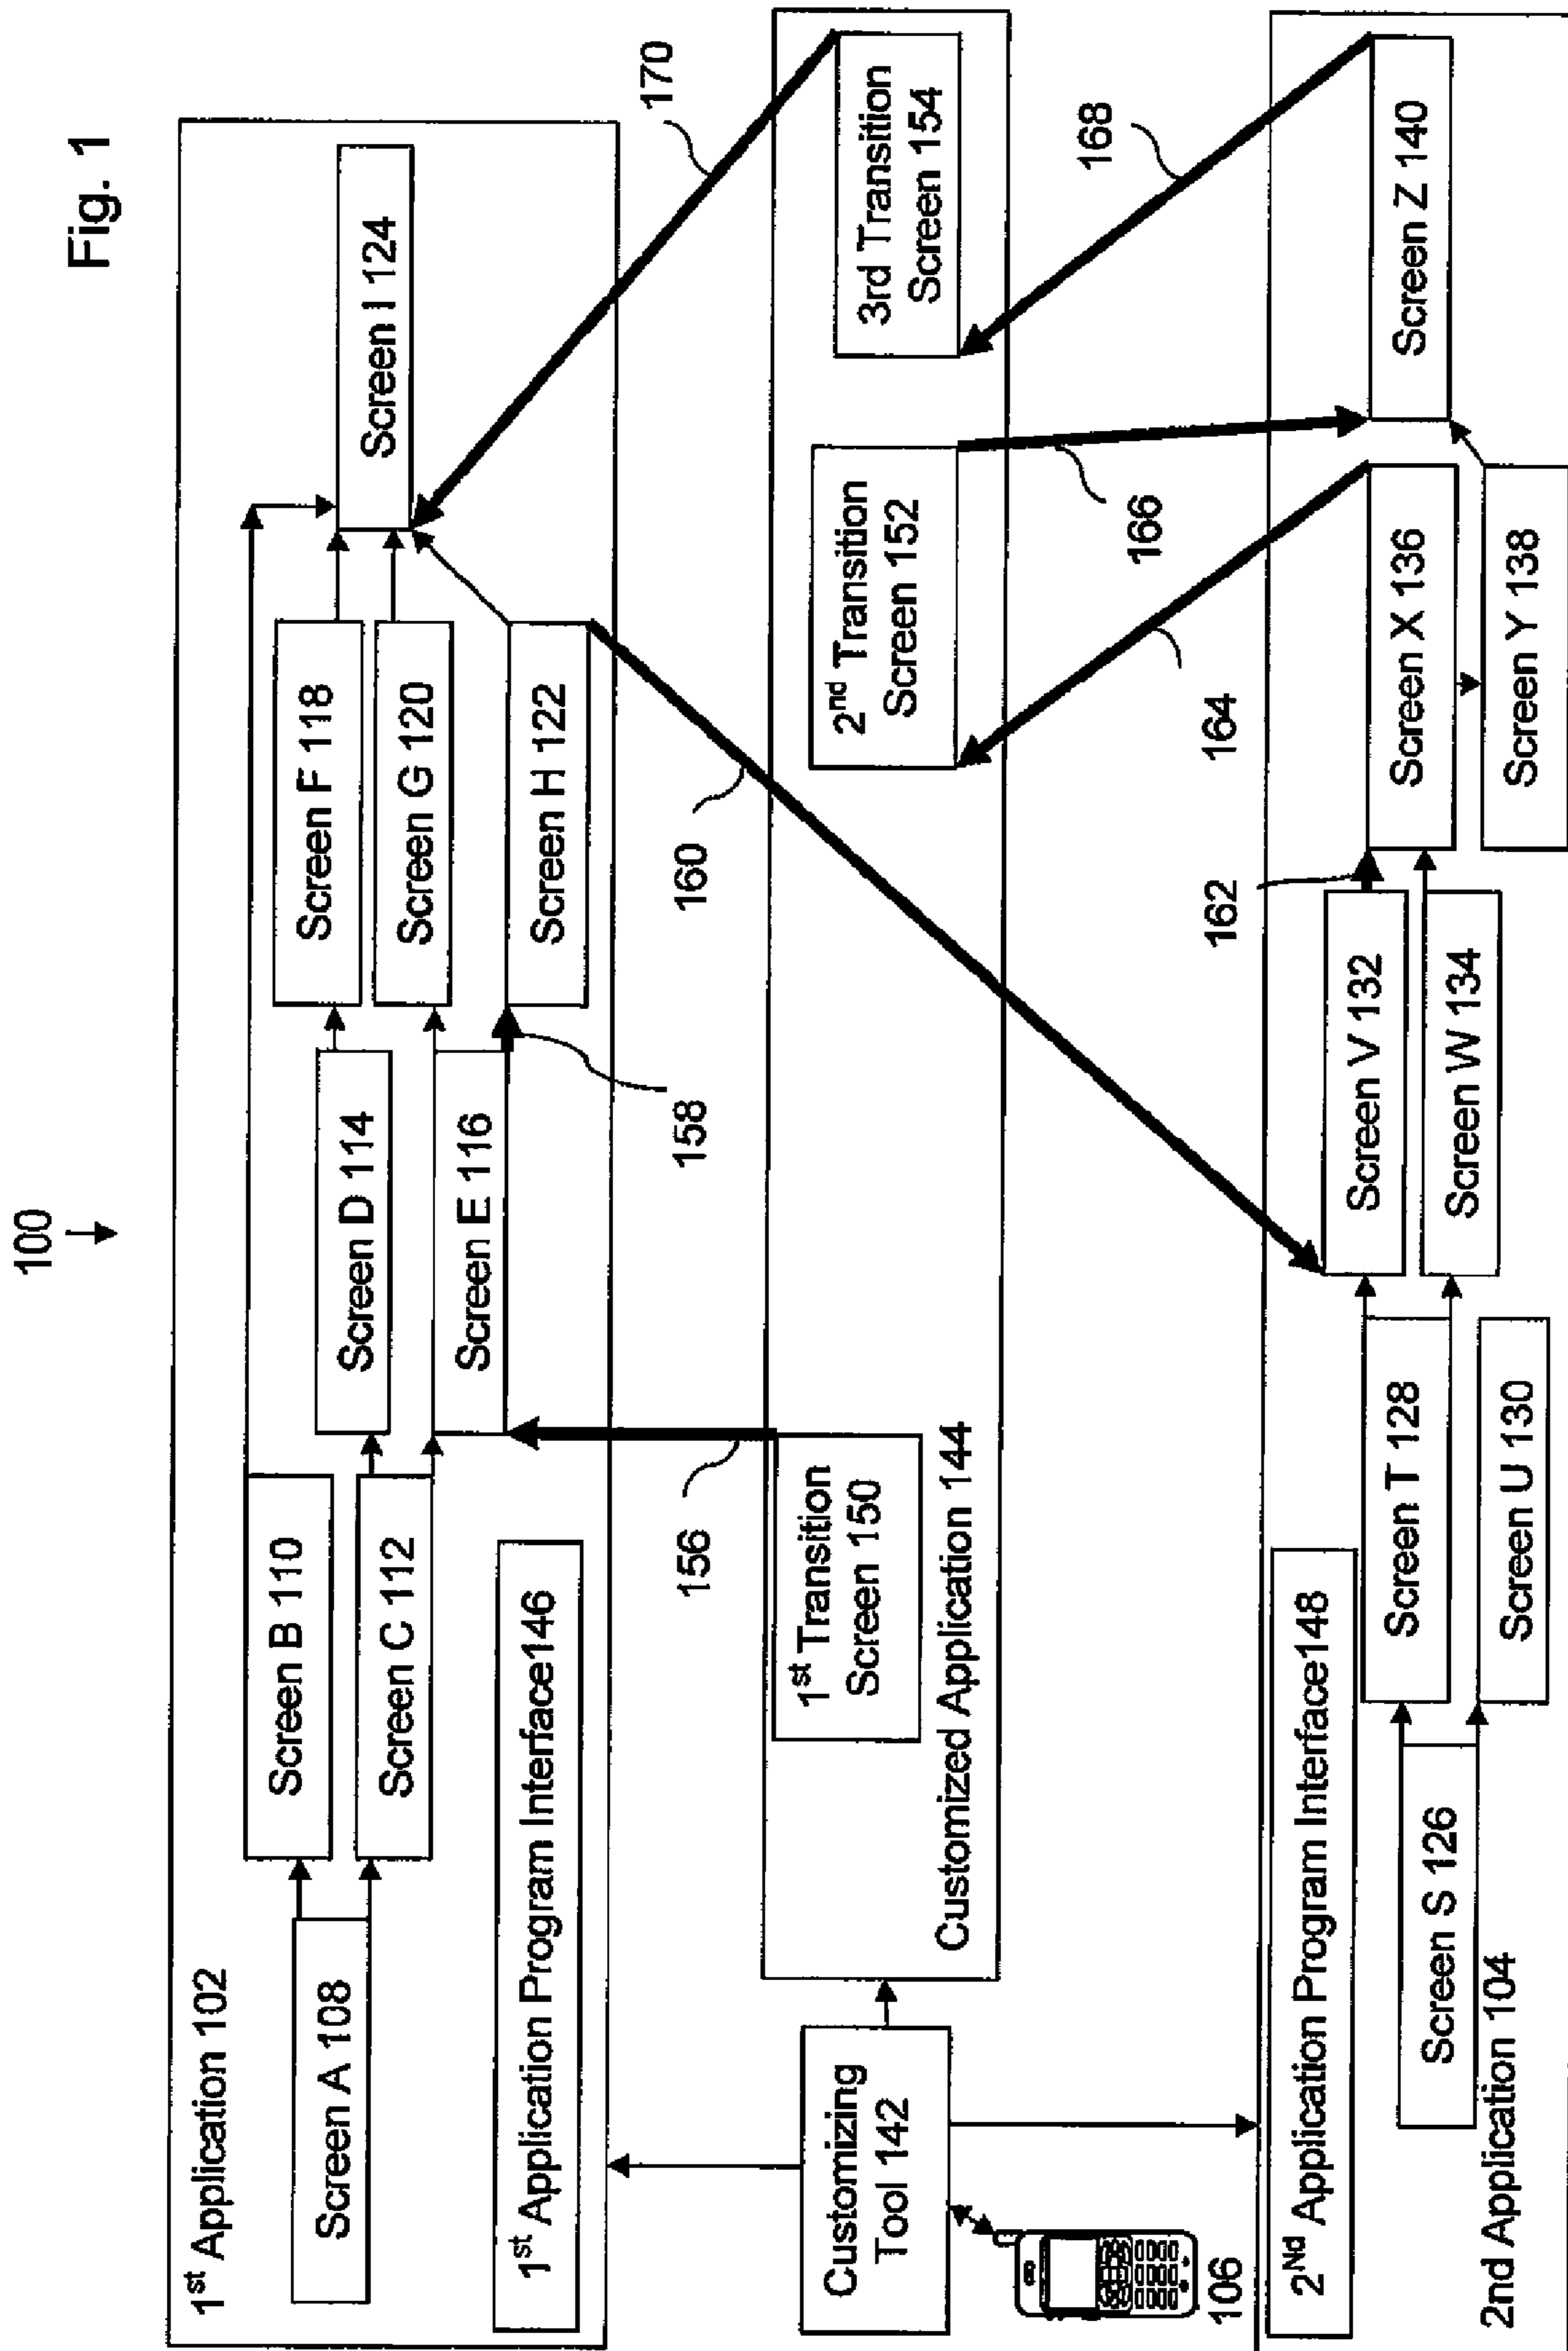 100
Fig. 1
1st Application 102
Screen A 108
Screen B 110
Screen C 112
Screen D 114
Screen E 116
Screen F 118
Screen G 120
Screen H 122
Screen I 124
1st Application Program Interface146
156
158
160
170
Customizing
Tool 142
106
1st Transition
Screen 150
Customized Application 144
2nd Transition
Screen 152
3rd Transition
Screen 154
162
164
166
168
2Nd Application Program Interface148
Screen S 126
Screen T 128
Screen U 130
Screen V 132
Screen W 134
Screen X 136
Screen Y 138
Screen Z 140
2nd Application 104